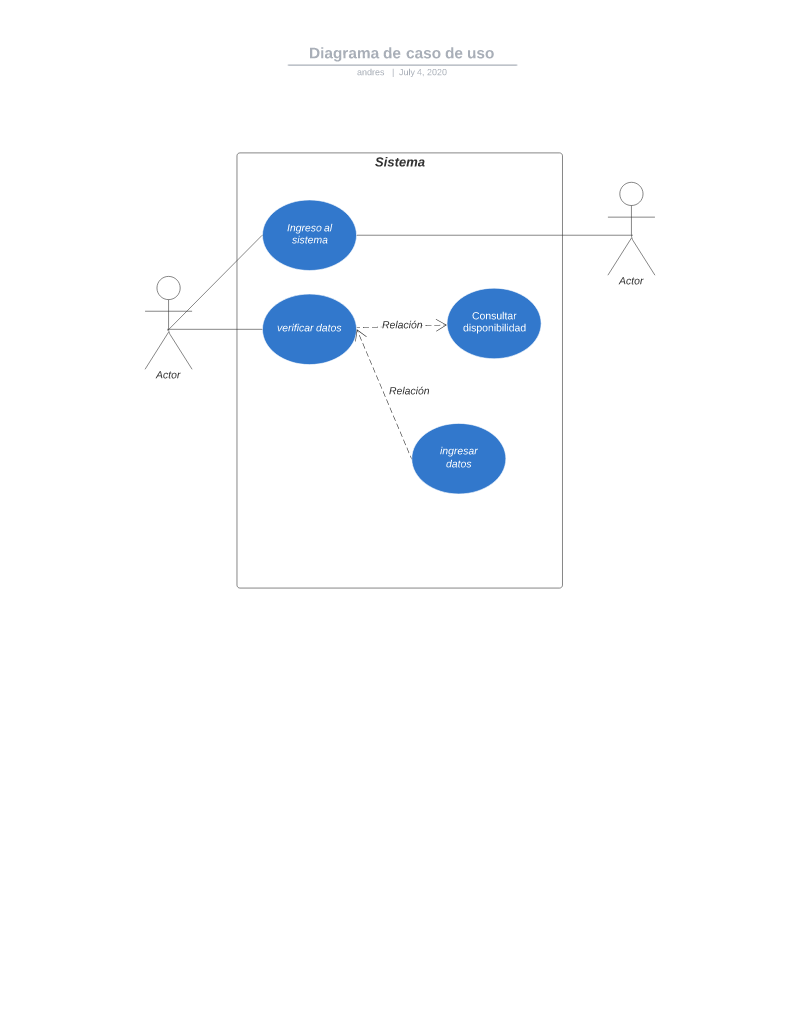 Diagrama de caso de uso
andres | July 4, 2020
Sistema
Ingreso al
sistema
Actor
Consultar
disponibilidad
verificar datos
Relación
Actor
Relación
ingresar
datos